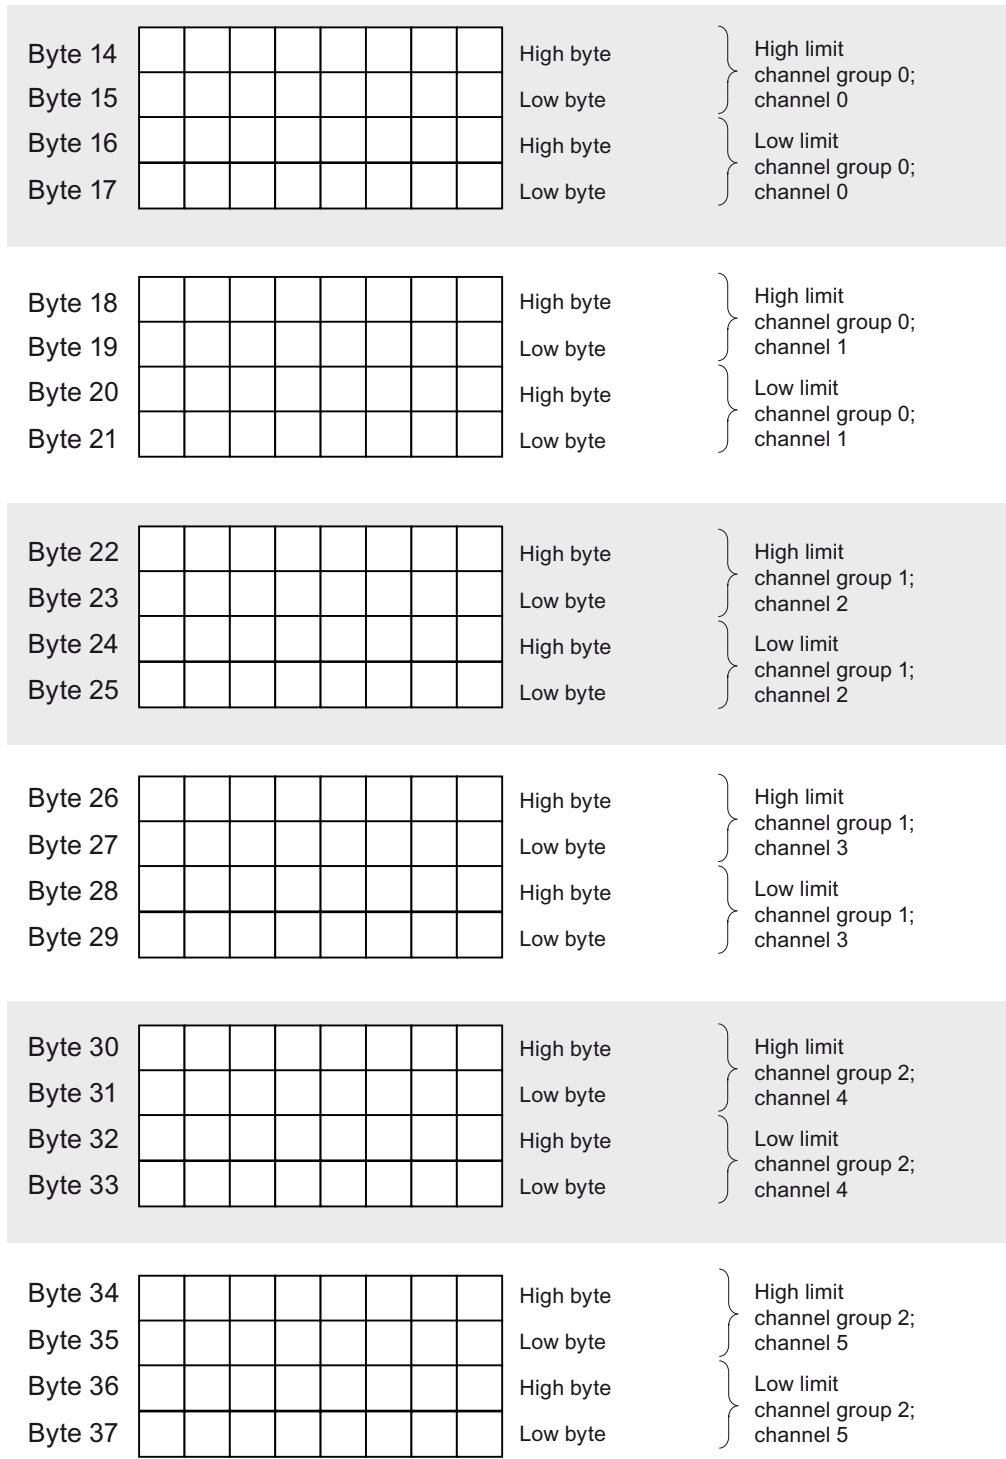 Byte 14 High byte
Byte 15 Low byte
High limit
channel group 0;
channel 0
Byte 16 High byte
Byte 17 Low byte
Low limit
channel group 0;
channel 0
Byte 18 High byte
Byte 19 Low byte
High limit
channel group 0;
channel 1
Byte 20 High byte
Byte 21 Low byte
Low limit
channel group 0;
channel 1
Byte 22 High byte
Byte 23 Low byte
High limit
channel group 1;
channel 2
Byte 24 High byte
Byte 25 Low byte
Low limit
channel group 1;
channel 2
Byte 26 High byte
Byte 27 Low byte
High limit
channel group 1;
channel 3
Byte 28 High byte
Byte 29 Low byte
Low limit
channel group 1;
channel 3
Byte 30 High byte
Byte 31 Low byte
High limit
channel group 2;
channel 4
Byte 32 High byte
Byte 33 Low byte
Low limit
channel group 2;
channel 4
Byte 34 High byte
Byte 35 Low byte
High limit
channel group 2;
channel 5
Byte 36 High byte
Byte 37 Low byte
Low limit
channel group 2;
channel 5